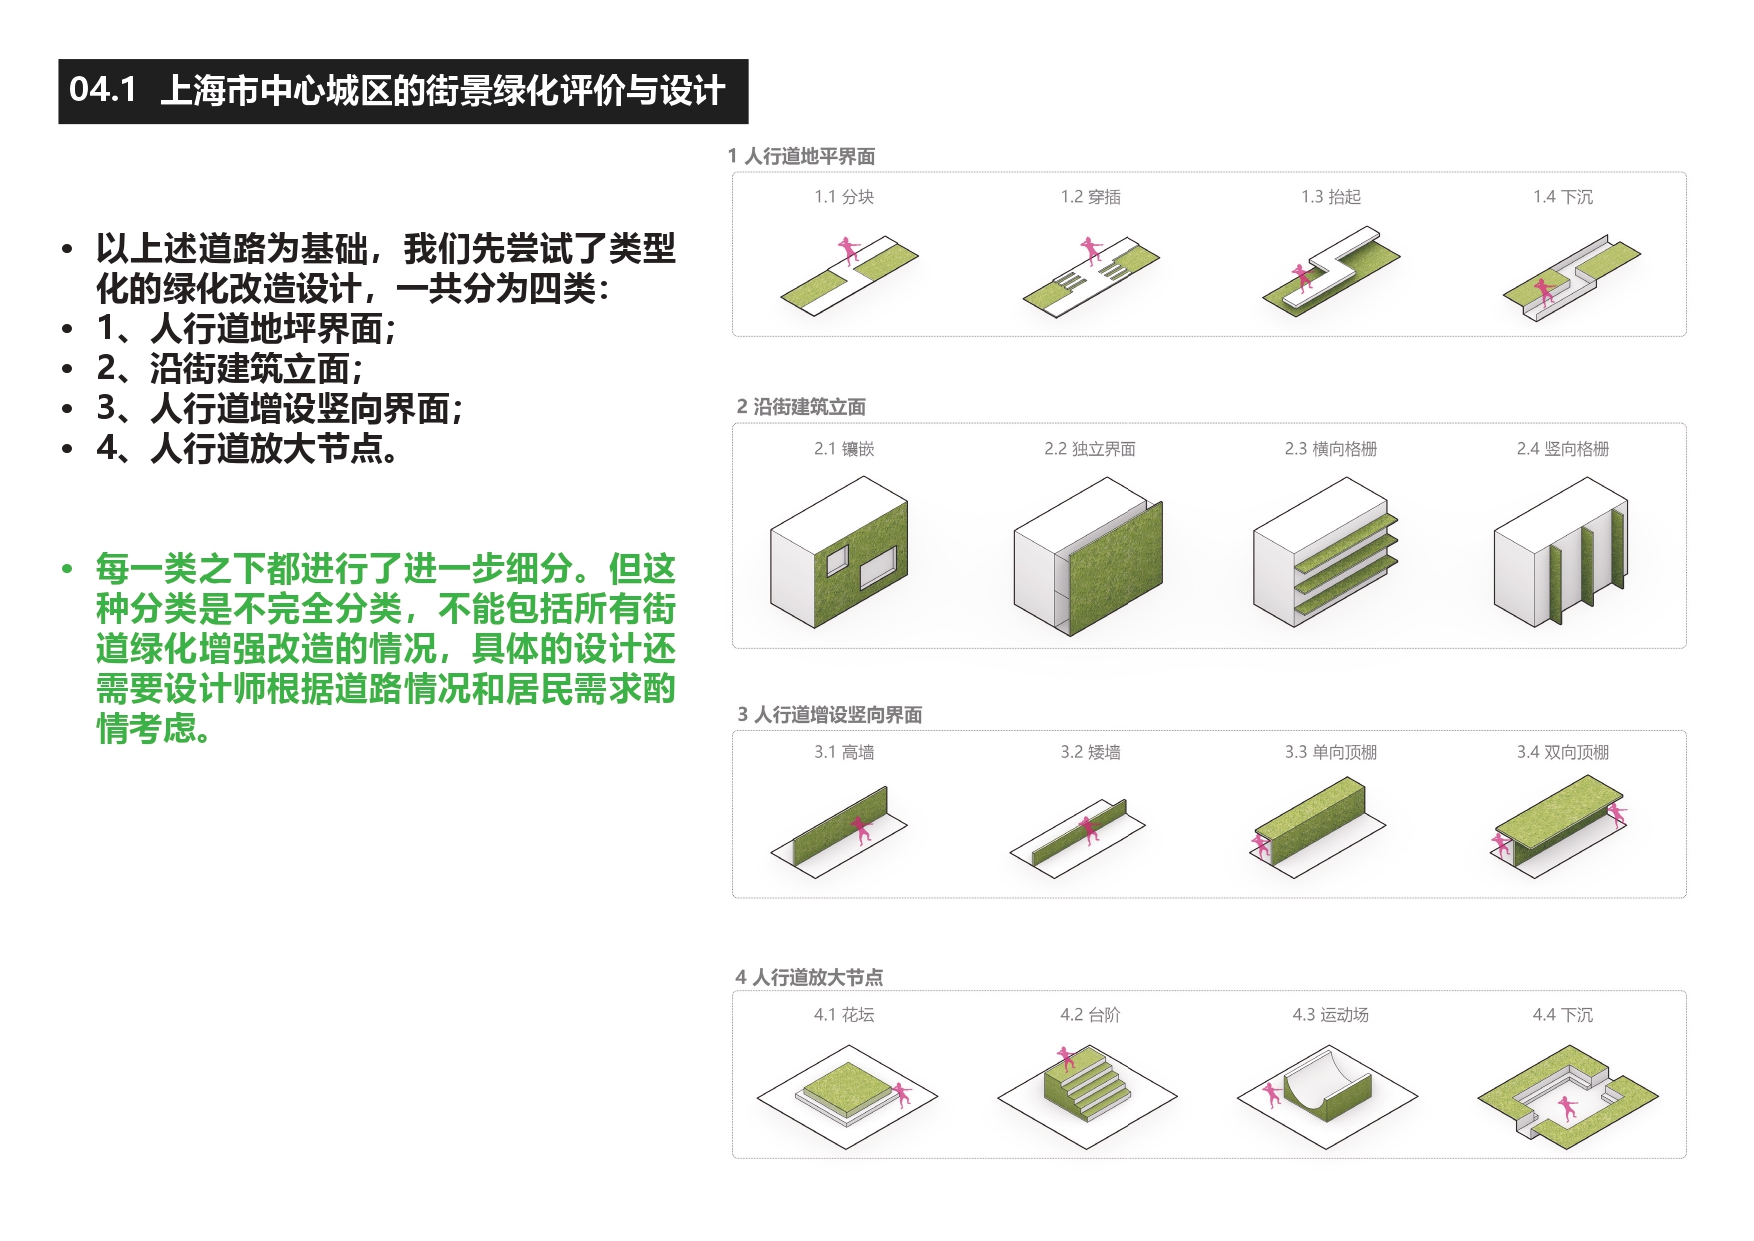 04.1 上海市中心城区的街景绿化评价与设计
• 以上述道路为基础，我们先尝试了类型
化的绿化改造设计，一共分为四类：
• 1、人行道地坪界面；
• 2、沿街建筑立面；
• 3、人行道增设竖向界面；
• 4、人行道放大节点。
• 每一类之下都进行了进一步细分。但这
种分类是不完全分类，不能包括所有街
道绿化增强改造的情况，具体的设计还
需要设计师根据道路情况和居民需求酌
情考虑。
1 人行道地平界面
1.1 分块
1.2 穿插
1.3 抬起
1.4 下沉
2 沿街建筑立面
2.1 镶嵌
2.2 独立界面
2.3 横向格栅
2.4 竖向格栅
3 人行道增设竖向界面
3.1 高墙
3.2 矮墙
3.3 单向顶棚
3.4 双向顶棚
4 人行道放大节点
4.1 花坛
4.2 台阶
4.3 运动场
4.4 下沉